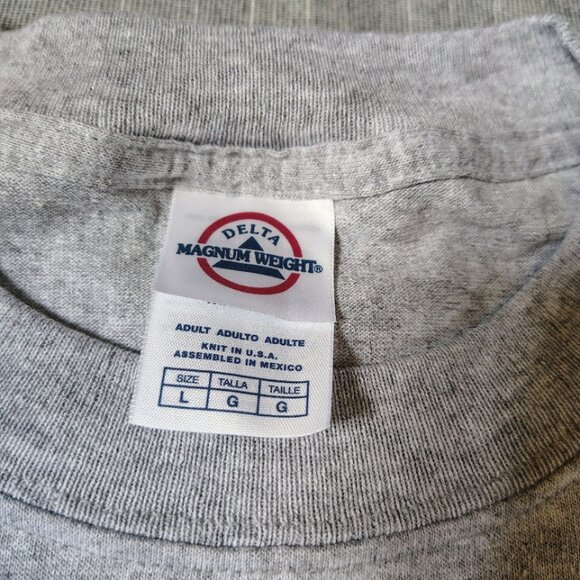 DELTA
MAGNUM WEIGHT®
ADULT ADULTO ADULTE
KNIT IN U.S.A.
ASSEMBLED IN MEXICO
SIZE TALLA TAILLE
L G G